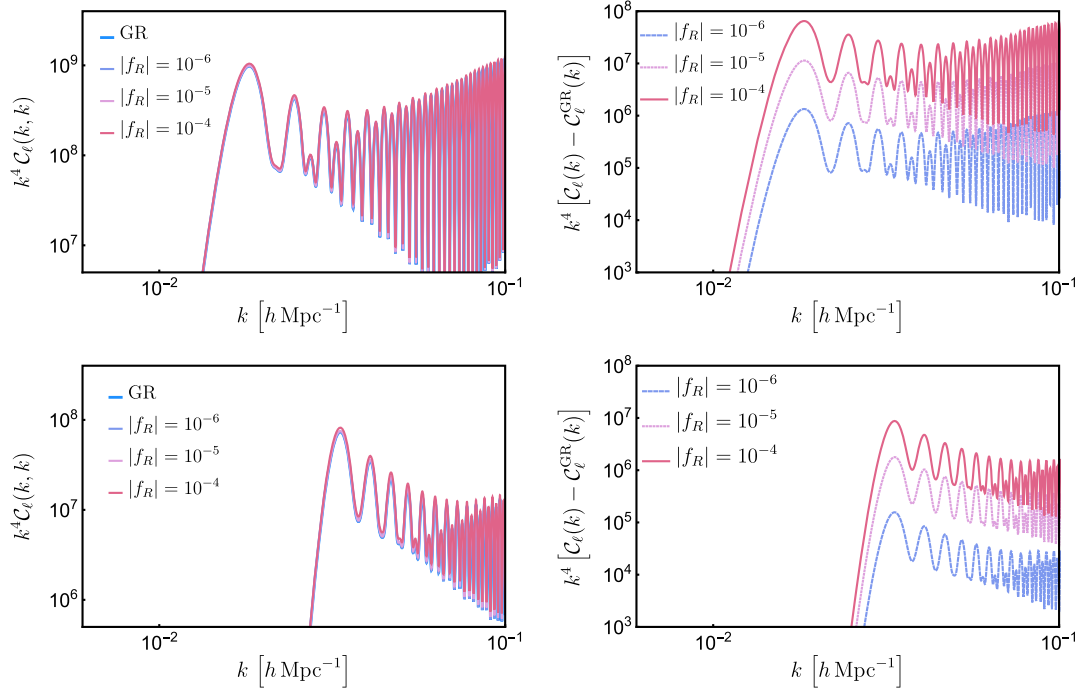 GR
|f_R| = 10^{-6}
|f_R| = 10^{-5}
|f_R| = 10^{-4}
10^9
10^8
10^7
k^4 𝒞_ℓ(k, k)
10^{-2}
10^{-1}
k [h Mpc^{-1}]
|f_R| = 10^{-6}
|f_R| = 10^{-5}
|f_R| = 10^{-4}
10^8
10^7
10^6
10^5
10^4
10^3
k^4 [𝒞_ℓ(k) − 𝒞_ℓ^{GR}(k)]
10^{-2}
10^{-1}
k [h Mpc^{-1}]
GR
|f_R| = 10^{-6}
|f_R| = 10^{-5}
|f_R| = 10^{-4}
10^8
10^7
10^6
k^4 𝒞_ℓ(k, k)
10^{-2}
10^{-1}
k [h Mpc^{-1}]
|f_R| = 10^{-6}
|f_R| = 10^{-5}
|f_R| = 10^{-4}
10^8
10^7
10^6
10^5
10^4
10^3
k^4 [𝒞_ℓ(k) − 𝒞_ℓ^{GR}(k)]
10^{-2}
10^{-1}
k [h Mpc^{-1}]